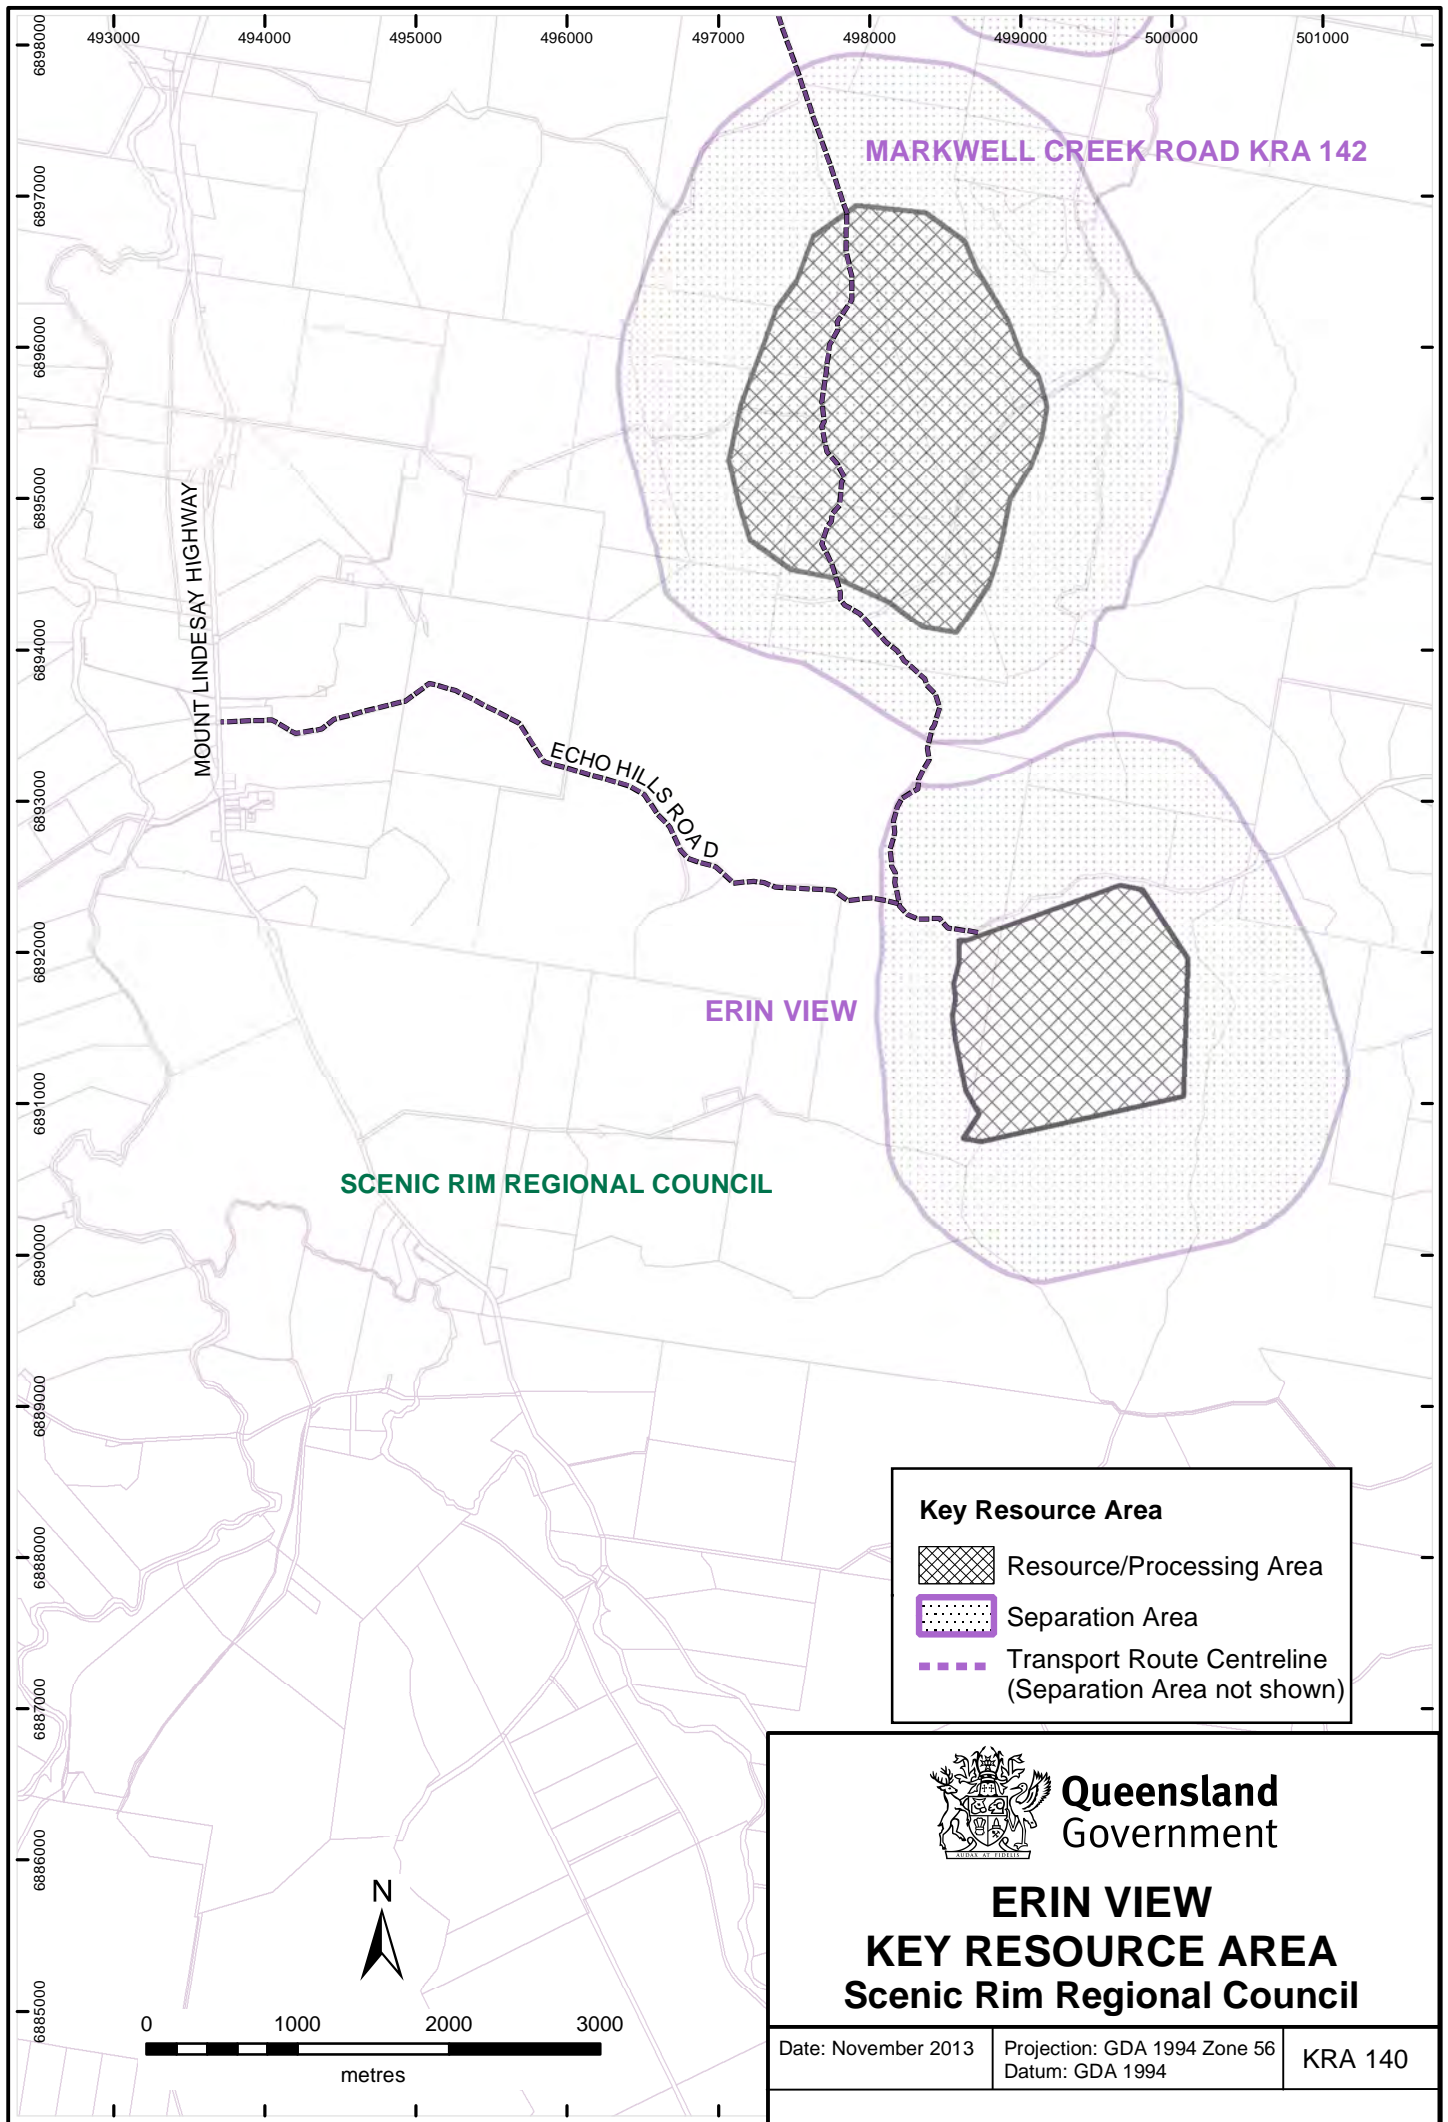 493000
494000
495000
496000
497000
498000
499000
500000
501000
6898000
6897000
6896000
6895000
6894000
6893000
6892000
6891000
6890000
6889000
6888000
6887000
6886000
6885000
MARKWELL CREEK ROAD KRA 142
MOUNT LINDESAY HIGHWAY
ECHO HILLS ROAD
ERIN VIEW
SCENIC RIM REGIONAL COUNCIL
Key Resource Area
Resource/Processing Area
Separation Area
Transport Route Centreline
(Separation Area not shown)
AUDAX AT FIDELIS
Queensland
Government
ERIN VIEW
KEY RESOURCE AREA
Scenic Rim Regional Council
Date: November 2013
Projection: GDA 1994 Zone 56
Datum: GDA 1994
KRA 140
N
0 1000 2000 3000
metres